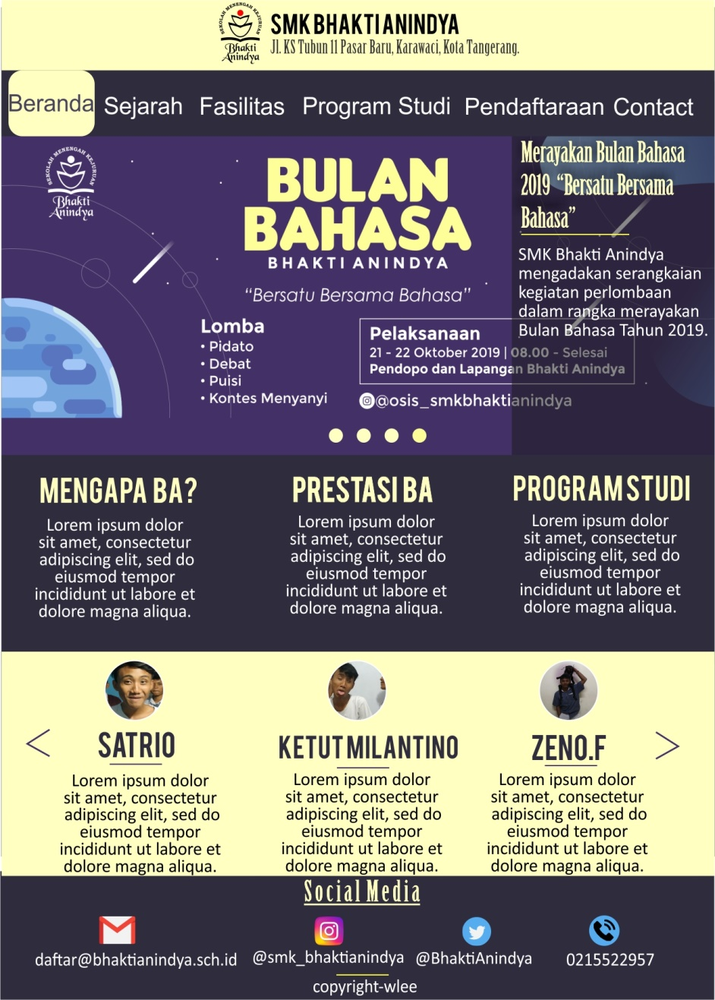 SEKOLAH MENENGAH KEJURUAN
Bhakti
Anindya
SMK BHAKTI ANINDYA
Jl. KS Tubun 11 Pasar Baru, Karawaci, Kota Tangerang.
Beranda Sejarah Fasilitas Program Studi Pendaftaraan Contact
SEKOLAH MENENGAH KEJURUAN
Bhakti
Anindya
BULAN
BAHASA
BHAKTI ANINDYA
“Bersatu Bersama Bahasa”
Lomba
• Pidato
• Debat
• Puisi
• Kontes Menyanyi
Pelaksanaan
21 - 22 Oktober 2019 | 08.00 - Selesai
Pendopo dan Lapangan Bhakti Anindya
@osis_smkbhaktianindya
Merayakan Bulan Bahasa
2019 “Bersatu Bersama
Bahasa”
SMK Bhakti Anindya
mengadakan serangkaian
kegiatan perlombaan
dalam rangka merayakan
Bulan Bahasa Tahun 2019.
MENGAPA BA?
Lorem ipsum dolor
sit amet, consectetur
adipiscing elit, sed do
eiusmod tempor
incididunt ut labore et
dolore magna aliqua.
PRESTASI BA
Lorem ipsum dolor
sit amet, consectetur
adipiscing elit, sed do
eiusmod tempor
incididunt ut labore et
dolore magna aliqua.
PROGRAM STUDI
Lorem ipsum dolor
sit amet, consectetur
adipiscing elit, sed do
eiusmod tempor
incididunt ut labore et
dolore magna aliqua.
SATRIO
Lorem ipsum dolor
sit amet, consectetur
adipiscing elit, sed do
eiusmod tempor
incididunt ut labore et
dolore magna aliqua.
KETUT MILANTINO
Lorem ipsum dolor
sit amet, consectetur
adipiscing elit, sed do
eiusmod tempor
incididunt ut labore et
dolore magna aliqua.
ZENO.F
Lorem ipsum dolor
sit amet, consectetur
adipiscing elit, sed do
eiusmod tempor
incididunt ut labore et
dolore magna aliqua.
Social Media
daftar@bhaktianindya.sch.id @smk_bhaktianindya @BhaktiAnindya 0215522957
copyright-wlee